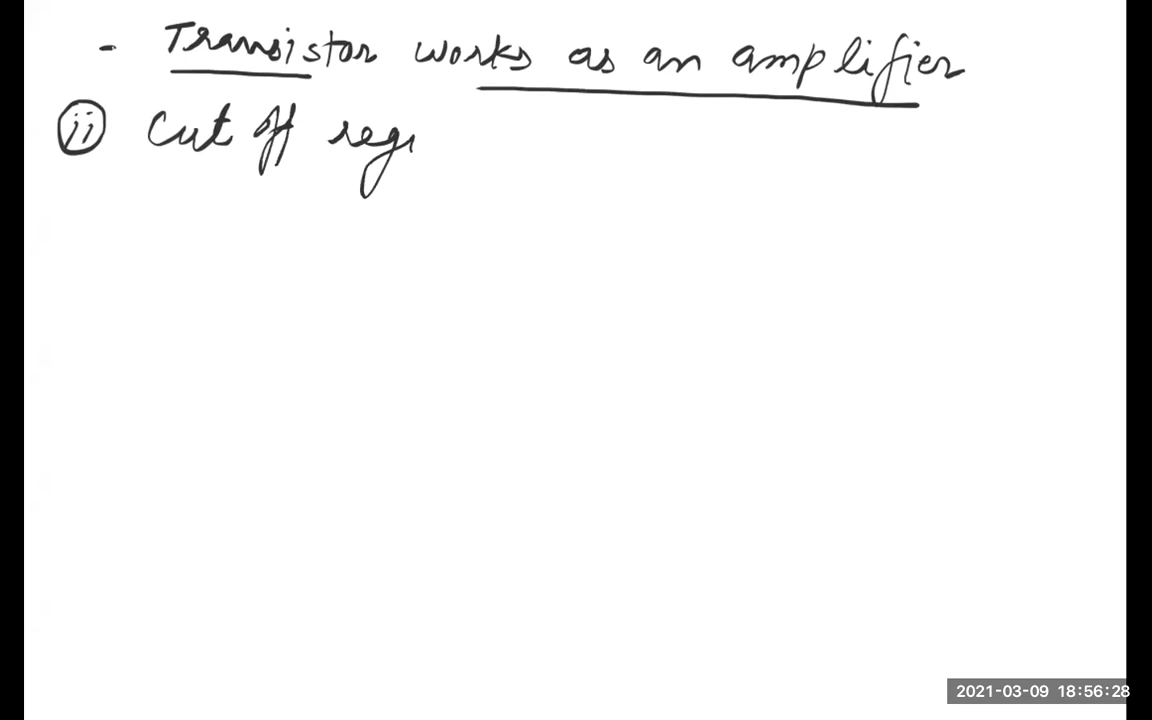 - Transistor works as an amplifier
(ii) Cut off regi
2021-03-09 18:56:28